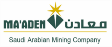 MA'ADEN معادن
Saudi Arabian Mining Company